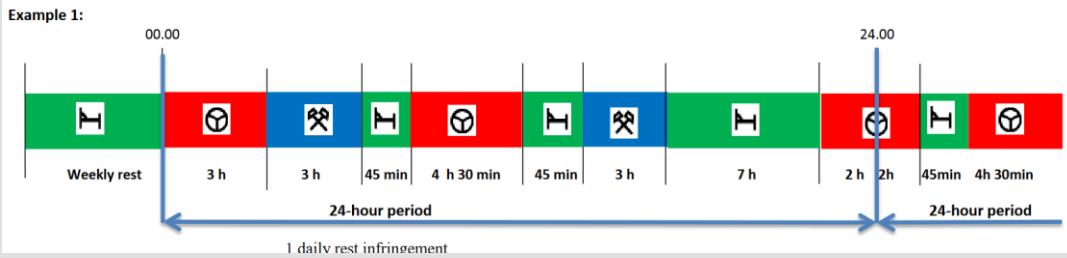 Example 1:
00.00 24.00
Weekly rest 3 h 3 h 45 min 4 h 30 min 45 min 3 h 7 h 2 h 2h 45min 4h 30min
24-hour period 24-hour period
1 daily rest infringement